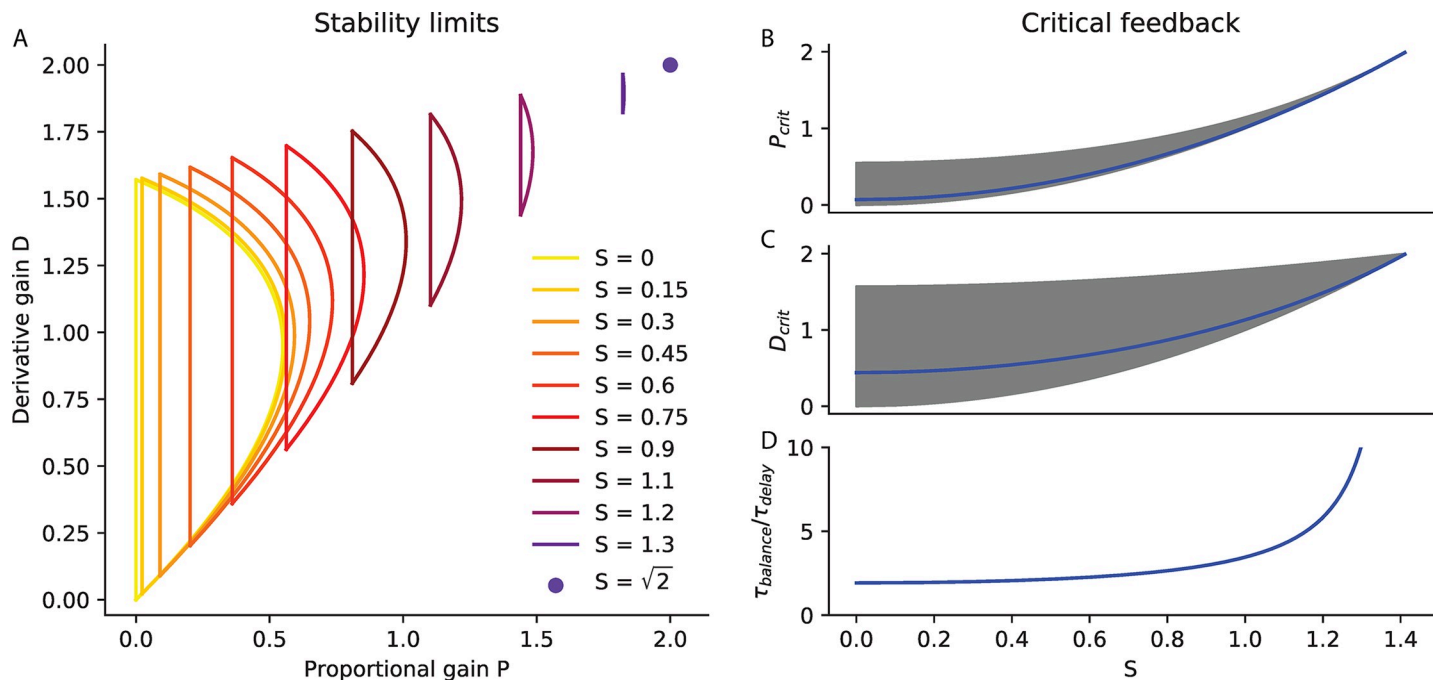 A
Stability limits
2.00
1.75
1.50
1.25
1.00
0.75
0.50
0.25
0.00
Derivative gain D
0.0
0.5
1.0
1.5
2.0
Proportional gain P
S = 0
S = 0.15
S = 0.3
S = 0.45
S = 0.6
S = 0.75
S = 0.9
S = 1.1
S = 1.2
S = 1.3
S = √2
Critical feedback
B
2
1
0
P_crit
C
2
1
0
D_crit
D
10
5
0
τ_balance/τ_delay
0.0
0.2
0.4
0.6
0.8
1.0
1.2
1.4
S